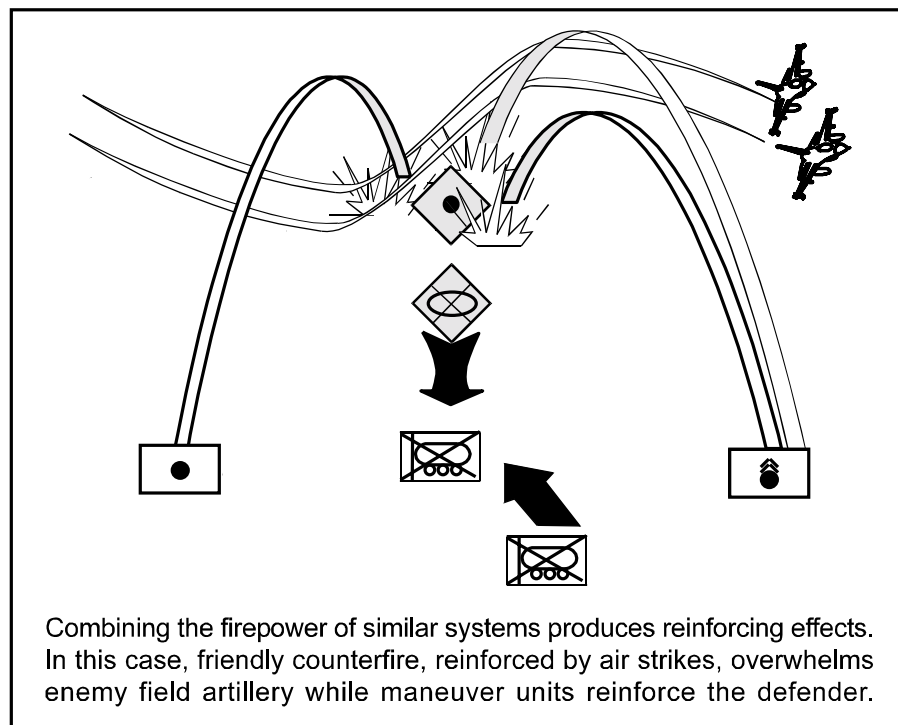 Combining the firepower of similar systems produces reinforcing effects.
In this case, friendly counterfire, reinforced by air strikes, overwhelms
enemy field artillery while maneuver units reinforce the defender.